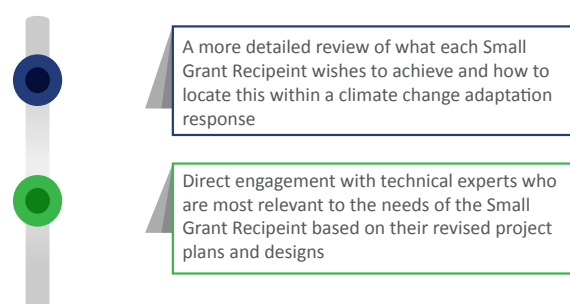 A more detailed review of what each Small
Grant Recipeint wishes to achieve and how to
locate this within a climate change adaptation
response
Direct engagement with technical experts who
are most relevant to the needs of the Small
Grant Recipeint based on their revised project
plans and designs